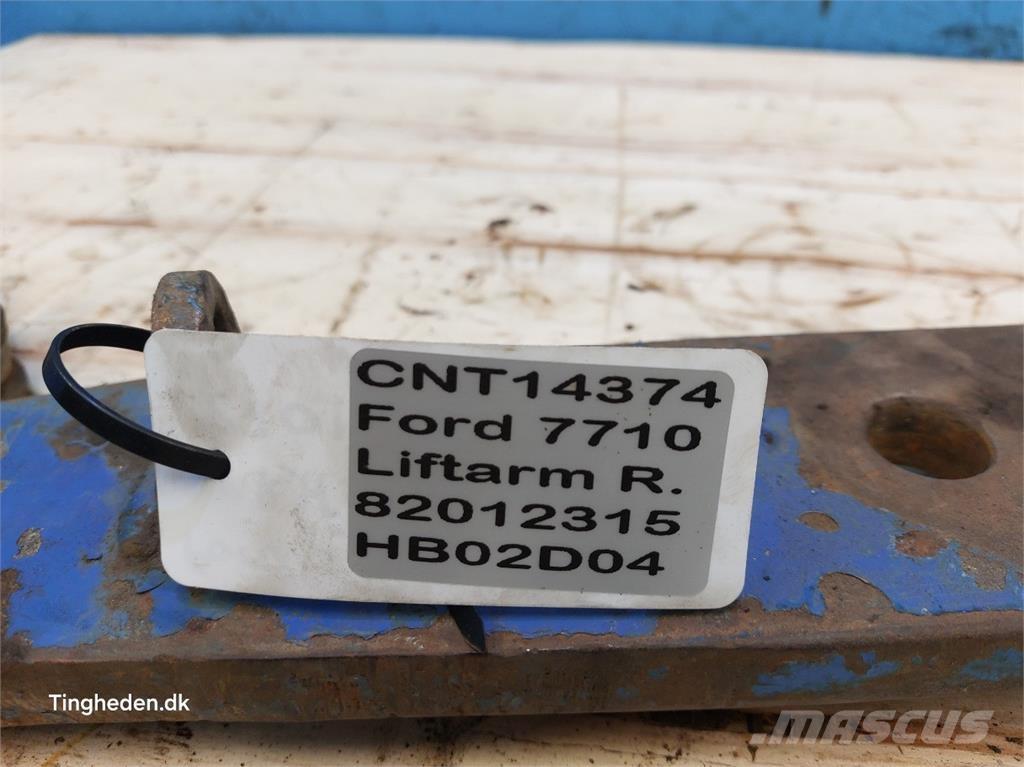 CNT14374
Ford 7710
Liftarm R.
82012315
HB02D04
Tingheden.dk
MASCUS